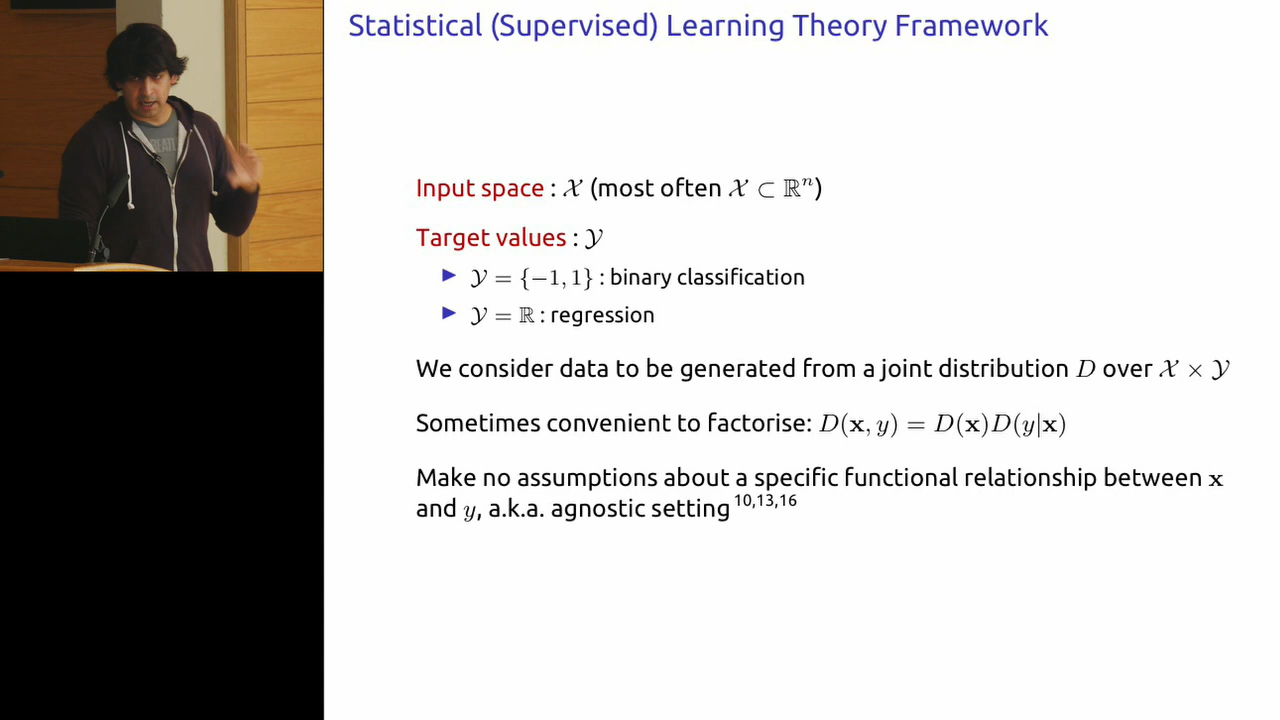 Statistical (Supervised) Learning Theory Framework
Input space : 𝒳 (most often 𝒳 ⊂ ℝⁿ)
Target values : 𝒴
▶ 𝒴 = {−1, 1} : binary classification
▶ 𝒴 = ℝ : regression
We consider data to be generated from a joint distribution D over 𝒳 × 𝒴
Sometimes convenient to factorise: D(𝐱, y) = D(𝐱)D(y|𝐱)
Make no assumptions about a specific functional relationship between 𝐱
and y, a.k.a. agnostic setting¹⁰,¹³,¹⁶